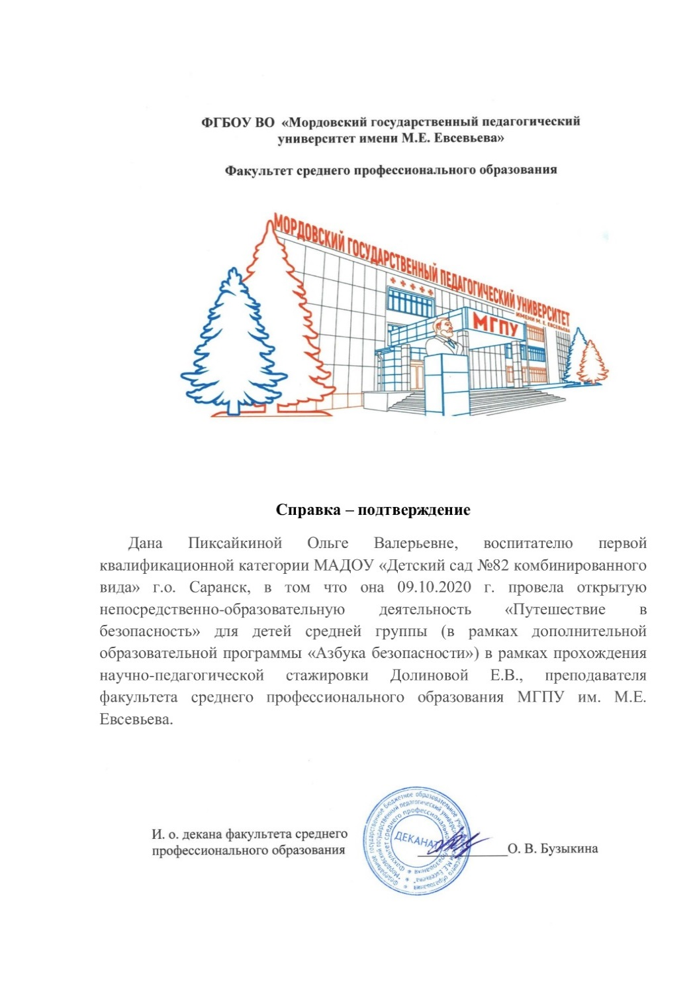 ФГБОУ ВО «Мордовский государственный педагогический
университет имени М.Е. Евсевьева»
Факультет среднего профессионального образования
МОРДОВСКИЙ ГОСУДАРСТВЕННЫЙ ПЕДАГОГИЧЕСКИЙ УНИВЕРСИТЕТ
ИМЕНИ М. Е. ЕВСЕВЬЕВА
МГПУ
Справка – подтверждение
Дана Пиксайкиной Ольге Валерьевне, воспитателю первой
квалификационной категории МАДОУ «Детский сад №82 комбинированного
вида» г.о. Саранск, в том что она 09.10.2020 г. провела открытую
непосредственно-образовательную деятельность «Путешествие в
безопасность» для детей средней группы (в рамках дополнительной
образовательной программы «Азбука безопасности») в рамках прохождения
научно-педагогической стажировки Долиновой Е.В., преподавателя
факультета среднего профессионального образования МГПУ им. М.Е.
Евсевьева.
И. о. декана факультета среднего
профессионального образования
ДЕКАНАТ
О. В. Бузыкина